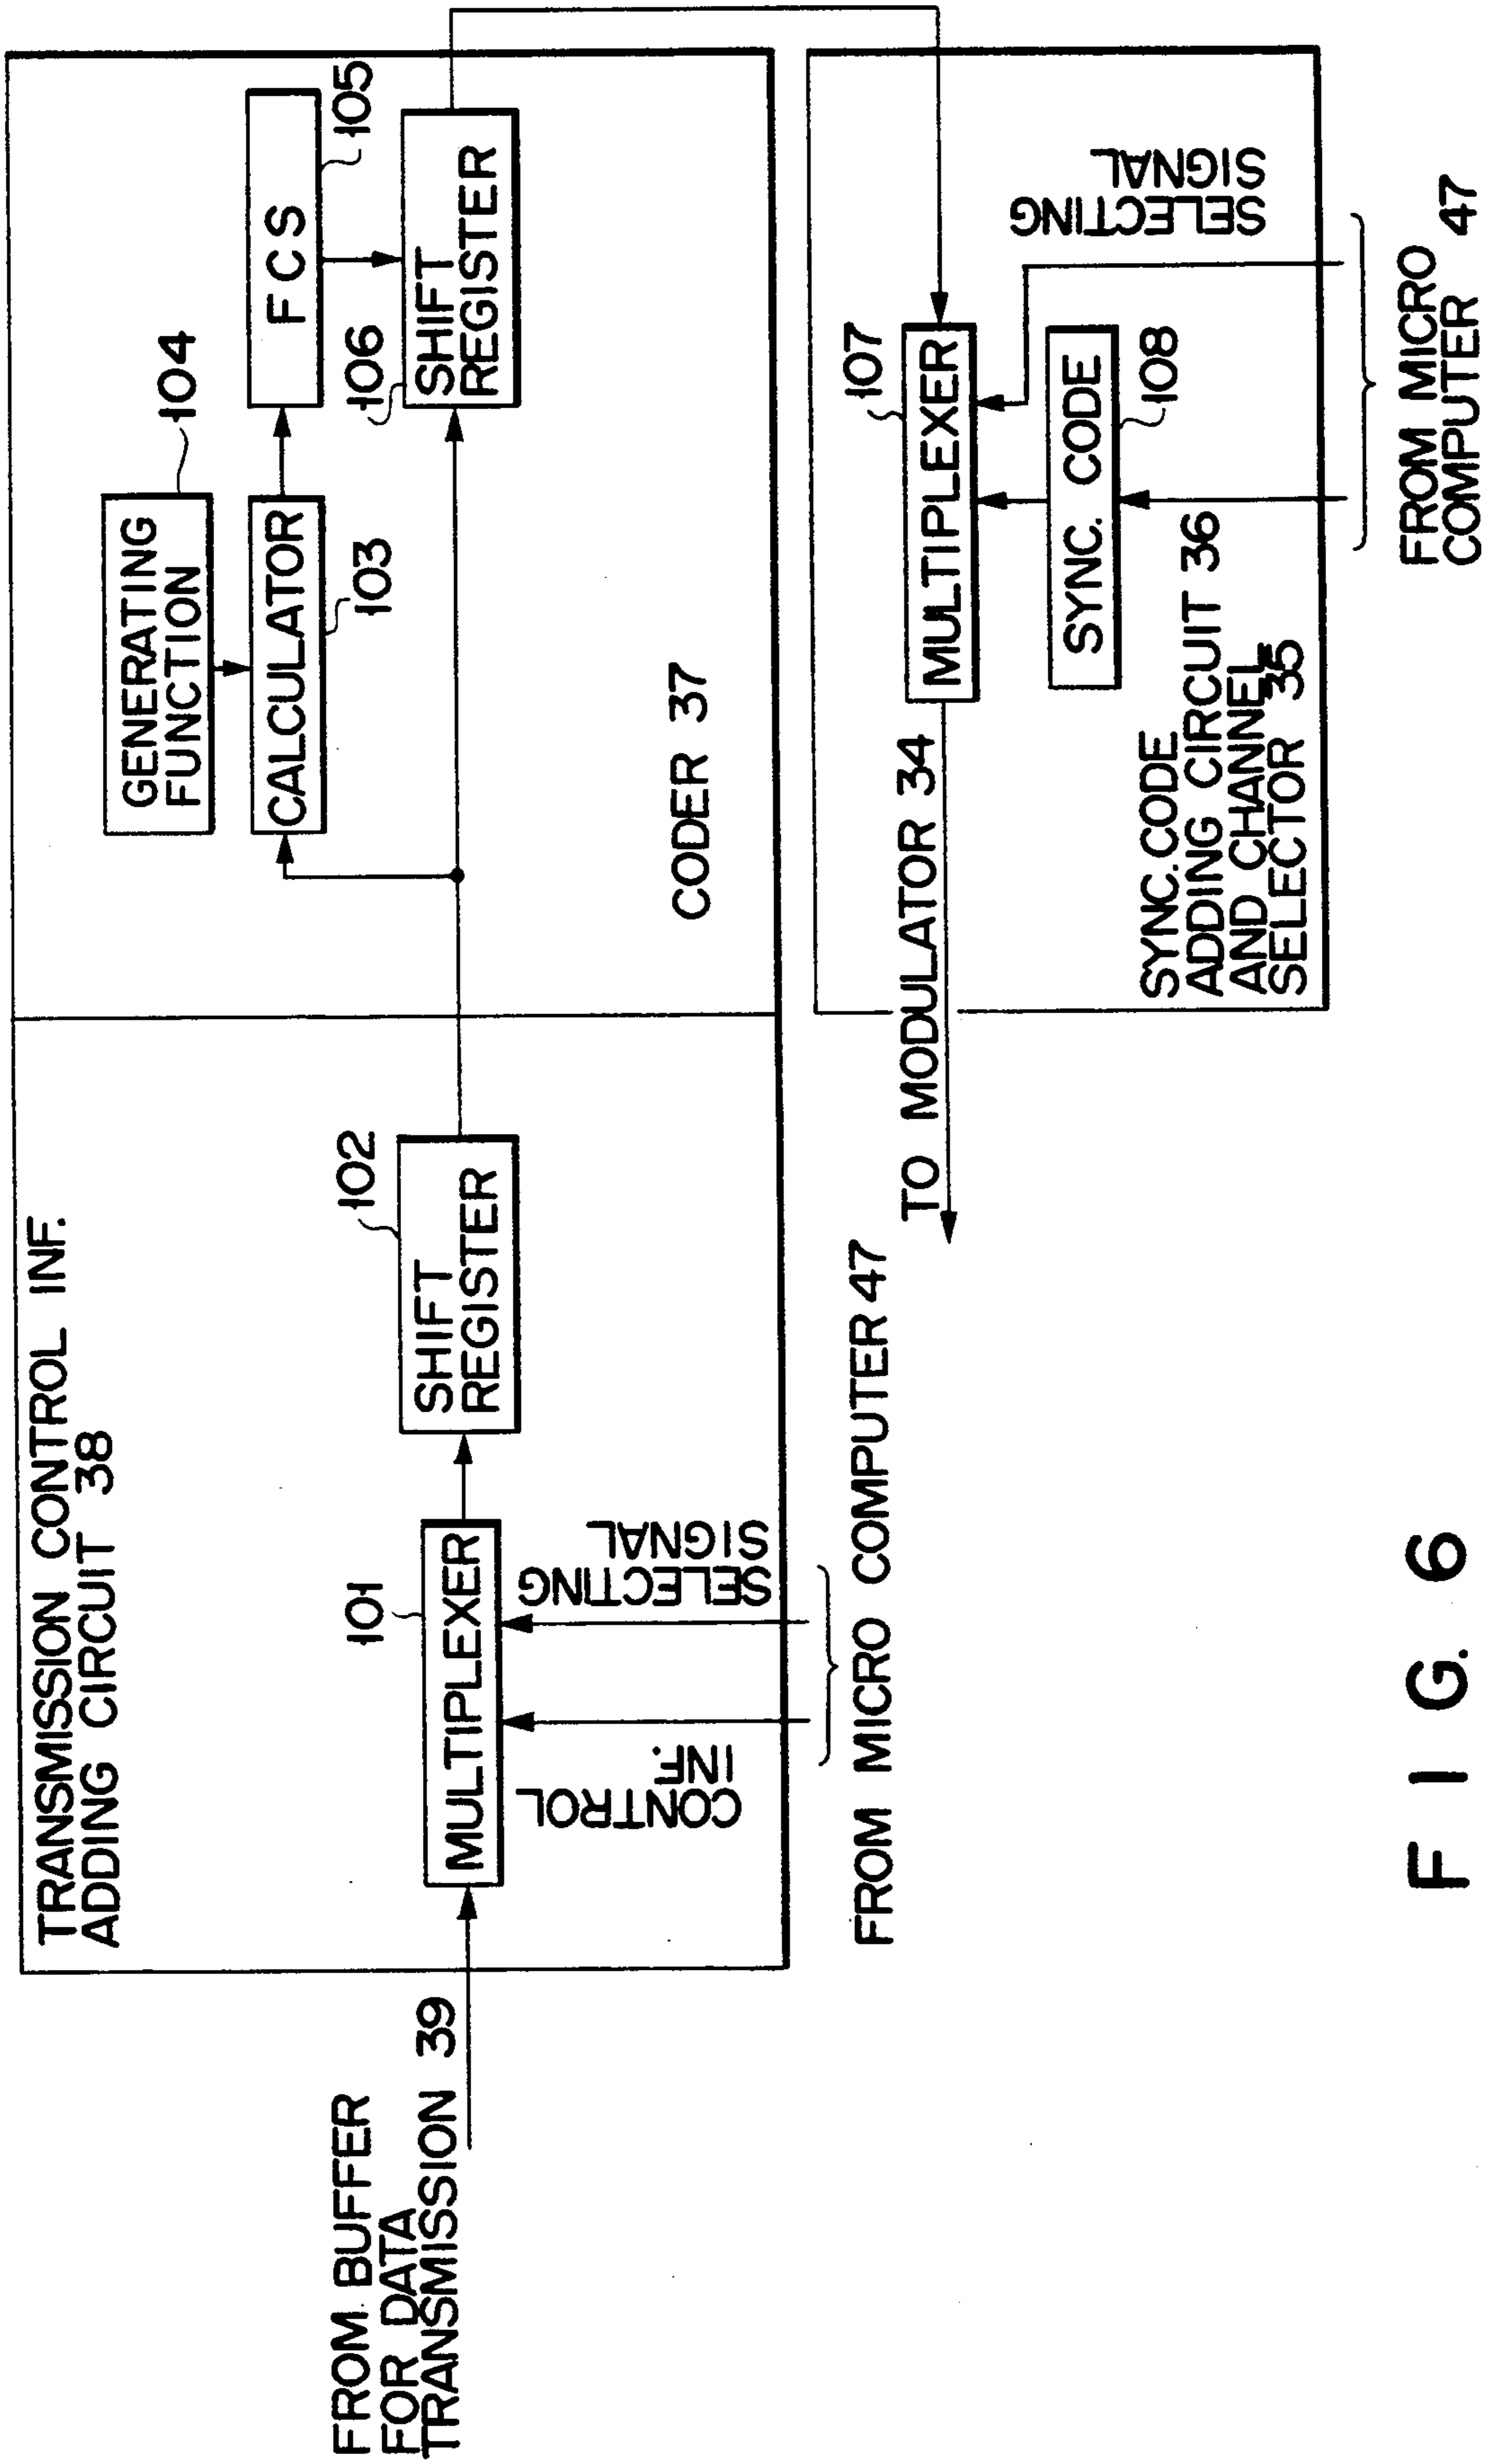 TRANSMISSION CONTROL INF.
ADDING CIRCUIT 38
FROM BUFFER
FOR DATA
TRANSMISSION 39
101
MULTIPLEXER
CONTROL
INF.
SELECTING
SIGNAL
FROM MICRO COMPUTER 47
102
SHIFT
REGISTER
GENERATING
FUNCTION
104
CALCULATOR
103
FCS
105
106
SHIFT
REGISTER
CODER 37
TO MODULATOR 34
107
MULTIPLEXER
SYNC. CODE
108
SELECTING
SIGNAL
SYNC. CODE
ADDING CIRCUIT 36
AND CHANNEL
SELECTOR 35
FROM MICRO
COMPUTER 47
FIG. 6